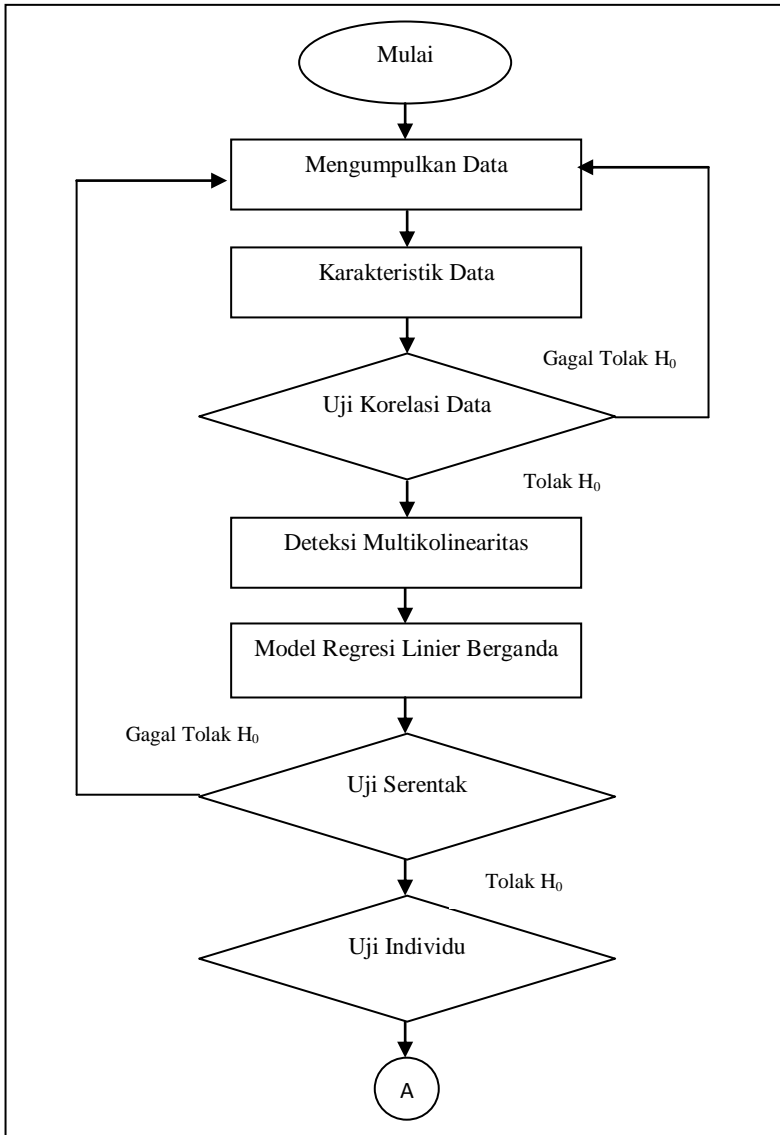 Mulai
Mengumpulkan Data
Karakteristik Data
Gagal Tolak H₀
Uji Korelasi Data
Tolak H₀
Deteksi Multikolinearitas
Model Regresi Linier Berganda
Gagal Tolak H₀
Uji Serentak
Tolak H₀
Uji Individu
A